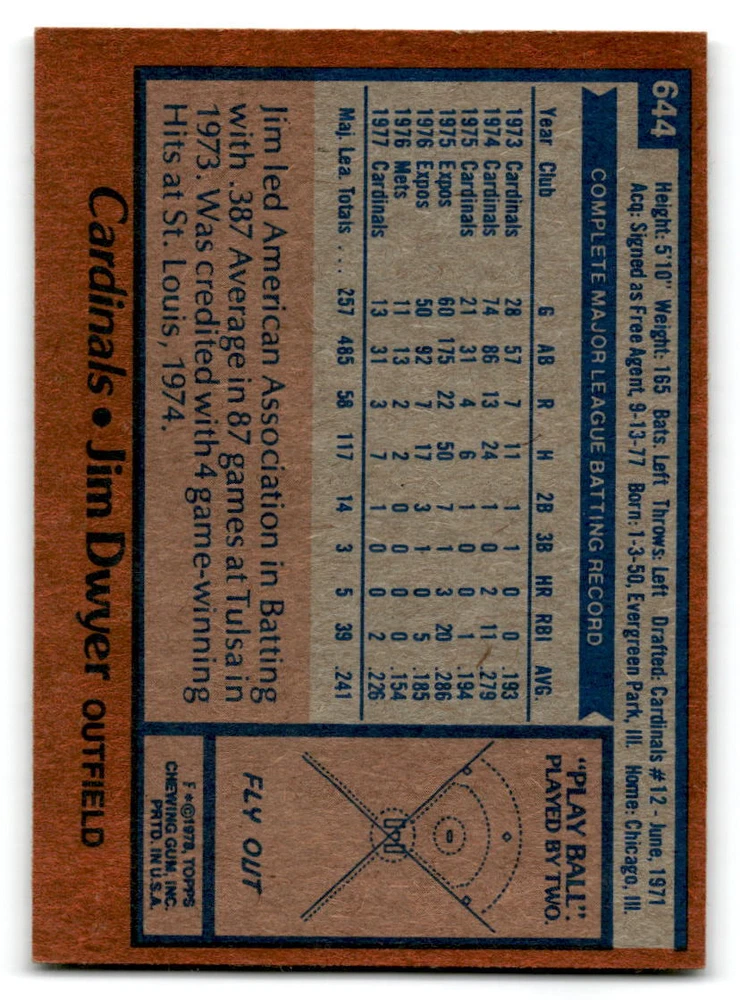 644
Height: 5'10" Weight: 165 Bats: Left Throws: Left Drafted: Cardinals #12 - June, 1971
Acq: Signed as Free Agent, 9-13-77 Born: 1-3-50, Evergreen Park, Ill. Home: Chicago, Ill.
COMPLETE MAJOR LEAGUE BATTING RECORD
Year Club G AB R H 2B 3B HR RBI AVG.
1973 Cardinals 28 57 7 11 1 1 0 0 .193
1974 Cardinals 74 86 13 24 1 0 2 11 .279
1975 Cardinals 21 31 4 6 1 0 0 1 .194
1975 Expos 60 175 22 50 7 1 3 20 .286
1976 Expos 50 92 7 17 3 1 0 5 .185
1976 Mets 11 13 2 2 0 0 0 0 .154
1977 Cardinals 13 31 3 7 1 0 0 2 .226
Maj. Lea. Totals ... 257 485 58 117 14 3 5 39 .241
Jim led American Association in Batting
with .387 Average in 87 games at Tulsa in
1973. Was credited with 4 game-winning
Hits at St. Louis, 1974.
"PLAY BALL".
PLAYED BY TWO.
FLY OUT
F*©1978, TOPPS
CHEWING GUM, INC.
PRTD. IN U.S.A.
Cardinals • Jim Dwyer OUTFIELD